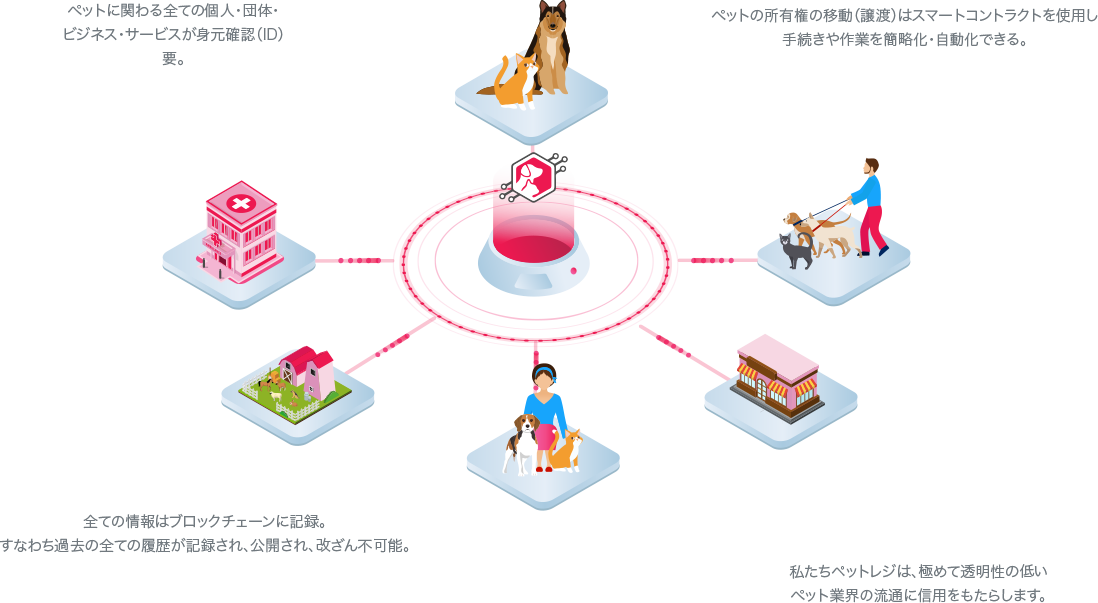 ペットに関わる全ての個人・団体・
ビジネス・サービスが身元確認（ID）
要。
ペットの所有権の移動（譲渡）はスマートコントラクトを使用し
手続きや作業を簡略化・自動化できる。
全ての情報はブロックチェーンに記録。
すなわち過去の全ての履歴が記録され、公開され、改ざん不可能。
私たちペットレジは、極めて透明性の低い
ペット業界の流通に信用をもたらします。